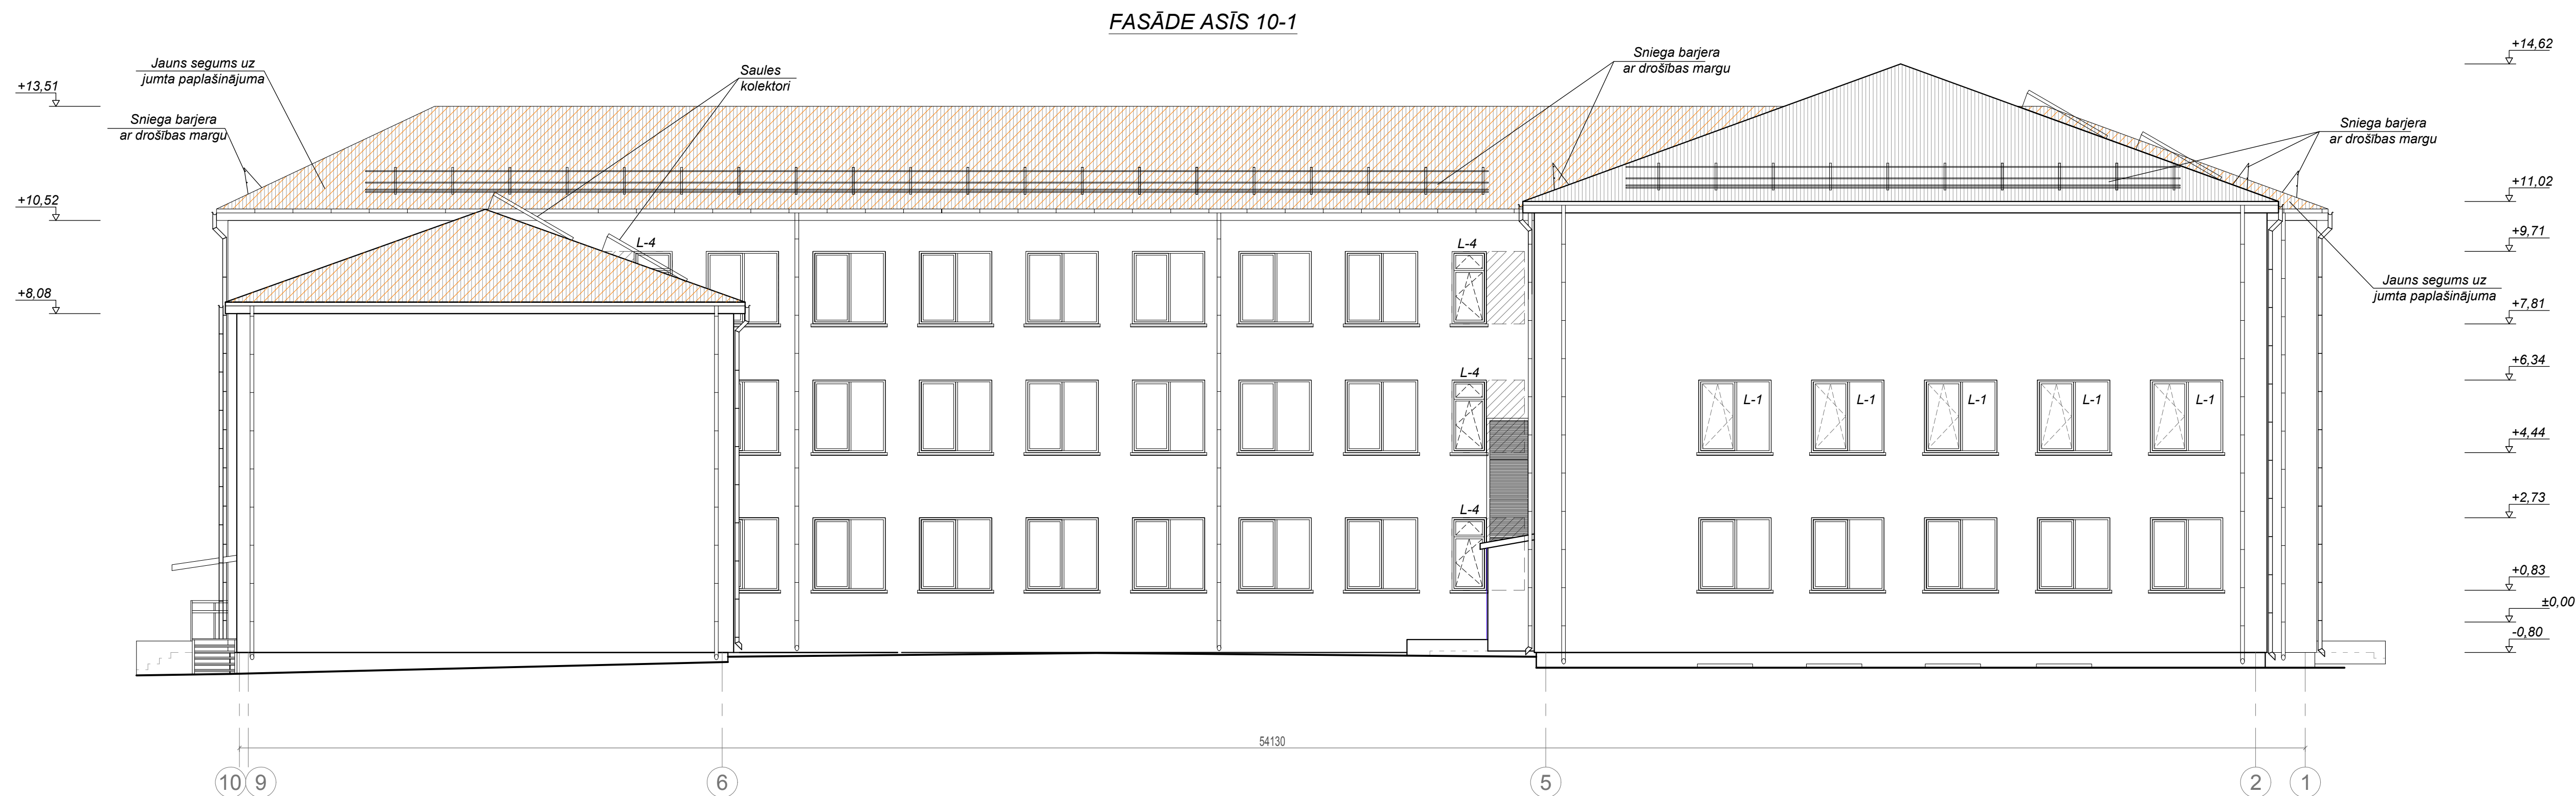 FASĀDE ASĪS 10-1
Jauns segums uz
jumta paplašinājuma
Saules
kolektori
Sniega barjera
ar drošības margu
Sniega barjera
ar drošības margu
Sniega barjera
ar drošības margu
Jauns segums uz
jumta paplašinājuma
+13,51
+10,52
+8,08
+14,62
+11,02
+9,71
+7,81
+6,34
+4,44
+2,73
+0,83
±0,00
-0,80
L-4
L-4
L-4
L-1
L-1
L-1
L-1
L-1
L-4
54130
10
9
6
5
2
1